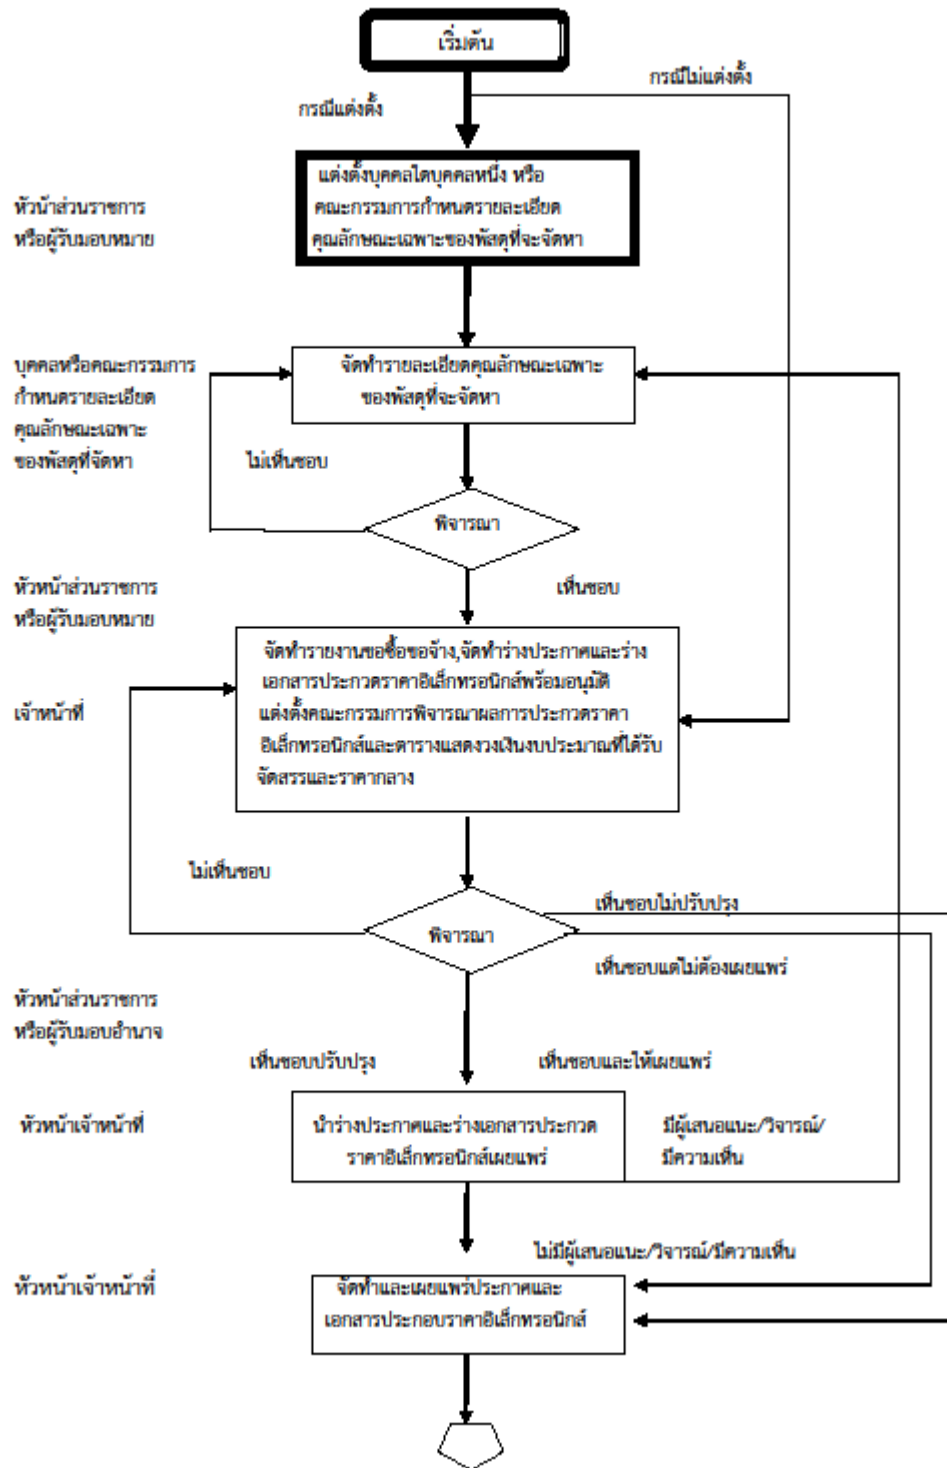 เริ่มต้น
กรณีไม่แต่งตั้ง
กรณีแต่งตั้ง
แต่งตั้งบุคคลใดบุคคลหนึ่ง หรือ
คณะกรรมการกำหนดรายละเอียด
คุณลักษณะเฉพาะของพัสดุที่จะจัดหา
หัวน้าส่วนราชการ
หรือผู้รับมอบหมาย
บุคคลหรือคณะกรรมการ
กำหนดรายละเอียด
คุณลักษณะเฉพาะ
ของพัสดุที่จัดหา
จัดทำรายละเอียดคุณลักษณะเฉพาะ
ของพัสดุที่จะจัดหา
ไม่เห็นชอบ
พิจารณา
หัวหน้าส่วนราชการ
หรือผู้รับมอบหมาย
เห็นชอบ
จัดทำรายงานขอซื้อขอจ้าง,จัดทำร่างประกาศและร่าง
เอกสารประกวดราคาอิเล็กทรอนิกส์พร้อมอนุมัติ
แต่งตั้งคณะกรรมการพิจารณาผลการประกวดราคา
อิเล็กทรอนิกส์และตารางแสดงวงเงินงบประมาณที่ได้รับ
จัดสรรและราคากลาง
เจ้าหน้าที่
ไม่เห็นชอบ
เห็นชอบไม่ปรับปรุง
พิจารณา
เห็นชอบแต่ไม่ต้องเผยแพร่
หัวหน้าส่วนราชการ
หรือผู้รับมอบอำนาจ
เห็นชอบปรับปรุง
เห็นชอบและให้เผยแพร่
หัวหน้าเจ้าหน้าที่
นำร่างประกาศและร่างเอกสารประกวด
ราคาอิเล็กทรอนิกส์เผยแพร่
มีผู้เสนอแนะ/วิจารณ์/
มีความเห็น
ไม่มีผู้เสนอแนะ/วิจารณ์/มีความเห็น
หัวหน้าเจ้าหน้าที่
จัดทำและเผยแพร่ประกาศและ
เอกสารประกอบราคาอิเล็กทรอนิกส์